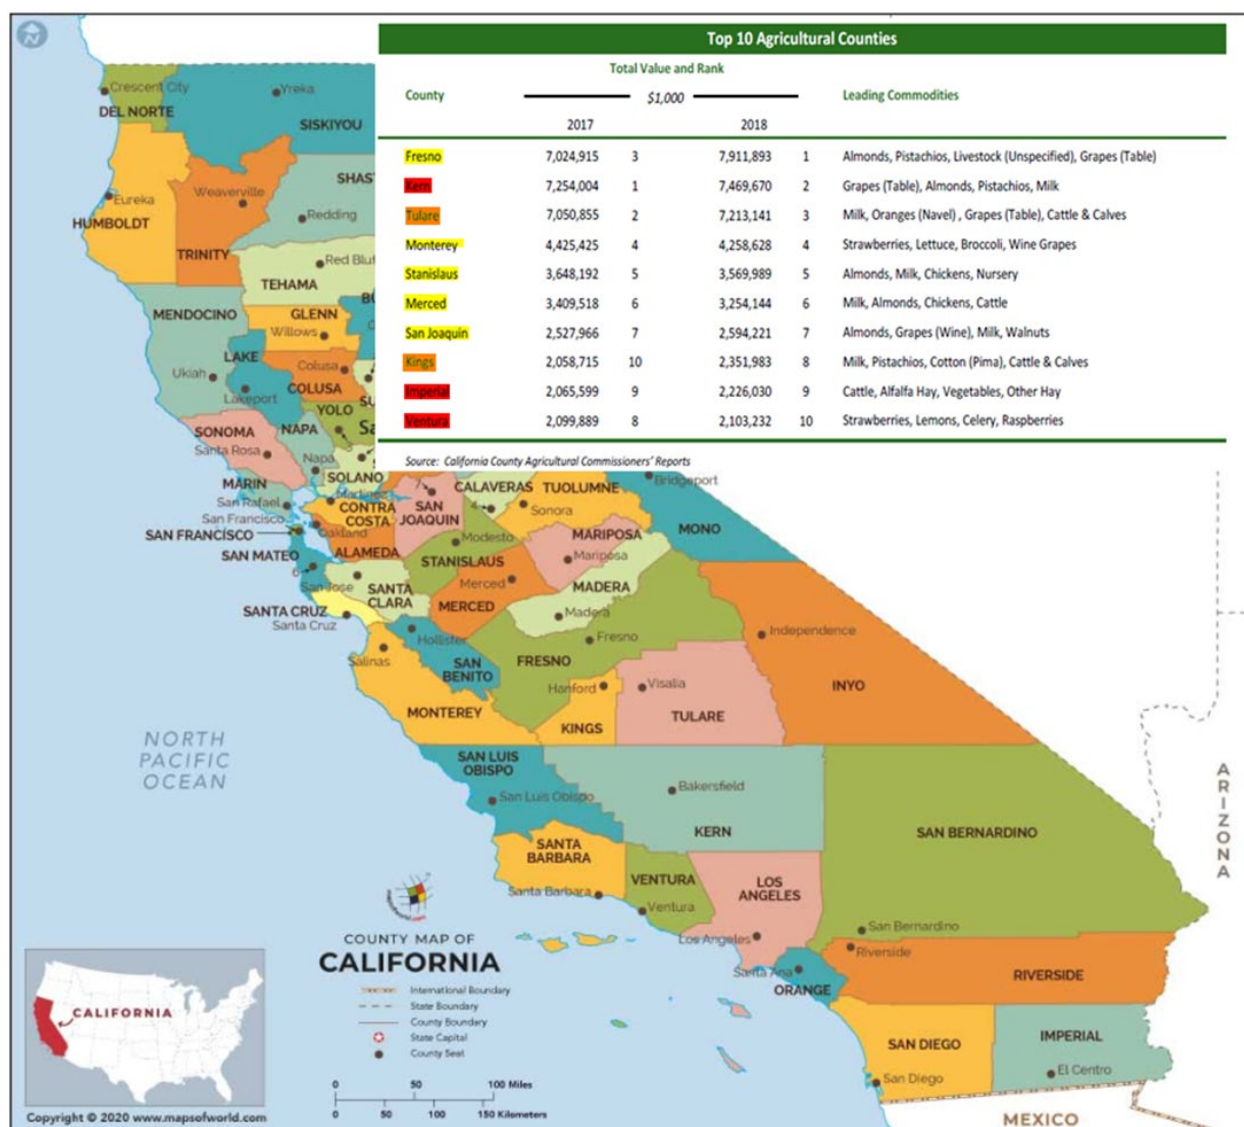 Top 10 Agricultural Counties
Total Value and Rank
County $1,000 Leading Commodities
2017 2018
Fresno 7,024,915 3 7,911,893 1 Almonds, Pistachios, Livestock (Unspecified), Grapes (Table)
Kern 7,254,004 1 7,469,670 2 Grapes (Table), Almonds, Pistachios, Milk
Tulare 7,050,855 2 7,213,141 3 Milk, Oranges (Navel) , Grapes (Table), Cattle & Calves
Monterey 4,425,425 4 4,258,628 4 Strawberries, Lettuce, Broccoli, Wine Grapes
Stanislaus 3,648,192 5 3,569,989 5 Almonds, Milk, Chickens, Nursery
Merced 3,409,518 6 3,254,144 6 Milk, Almonds, Chickens, Cattle
San Joaquin 2,527,966 7 2,594,221 7 Almonds, Grapes (Wine), Milk, Walnuts
Kings 2,058,715 10 2,351,983 8 Milk, Pistachios, Cotton (Pima), Cattle & Calves
Imperial 2,065,599 9 2,226,030 9 Cattle, Alfalfa Hay, Vegetables, Other Hay
Ventura 2,099,889 8 2,103,232 10 Strawberries, Lemons, Celery, Raspberries
Source: California County Agricultural Commissioners' Reports
N
Crescent City
Yreka
DEL NORTE
SISKIYOU
SHAS
Weaverville
Eureka
Redding
HUMBOLDT
TRINITY
Red Bluf
TEHAMA
MENDOCINO
GLENN
Willows
LAKE
Colusa
Ukiah
COLUSA
Lakeport
YOLO
SU
SONOMA
NAPA
Sa
Santa Rosa
Napa
SOLANO
CALAVERAS
TUOLUMNE
Bridgeport
MARIN
Martinez
San Rafael
CONTRA
COSTA
SAN
JOAQUIN
7
4
Sonora
MONO
San Francisco
SAN FRANCISCO
Oakland
Modesto
MARIPOSA
SAN MATEO
ALAMEDA
STANISLAUS
Mariposa
6
San Jose
SANTA
CLARA
Merced
MADERA
MERCED
SANTA CRUZ
Santa Cruz
Madera
Hollister
Fresno
Independence
Salinas
SAN
BENITO
FRESNO
Hanford
Visalia
INYO
MONTEREY
KINGS
TULARE
NORTH
PACIFIC
OCEAN
SAN LUIS
OBISPO
San Luis Obispo
Bakersfield
KERN
SAN BERNARDINO
ARIZONA
SANTA
BARBARA
Santa Barbara
VENTURA
Ventura
LOS
ANGELES
Los Angeles
San Bernardino
Riverside
Santa Ana
ORANGE
RIVERSIDE
SAN DIEGO
San Diego
IMPERIAL
El Centro
MEXICO
mapsofworld.com
COUNTY MAP OF
CALIFORNIA
International Boundary
State Boundary
County Boundary
State Capital
County Seat
0 50 100 Miles
0 50 100 150 Kilometers
CALIFORNIA
Copyright © 2020 www.mapsofworld.com